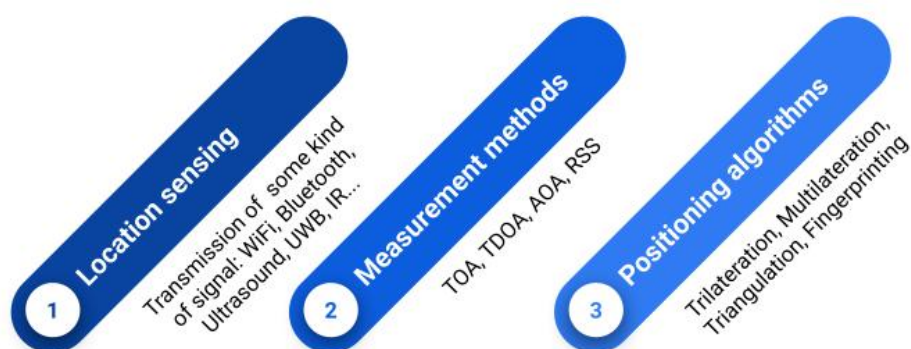 1
Location sensing
Transmission of some kind
of signal: WiFi, Bluetooth,
Ultrasound, UWB, IR...
2
Measurement methods
TOA, TDOA, AOA, RSS
3
Positioning algorithms
Trilateration, Multilateration,
Triangulation, Fingerprinting